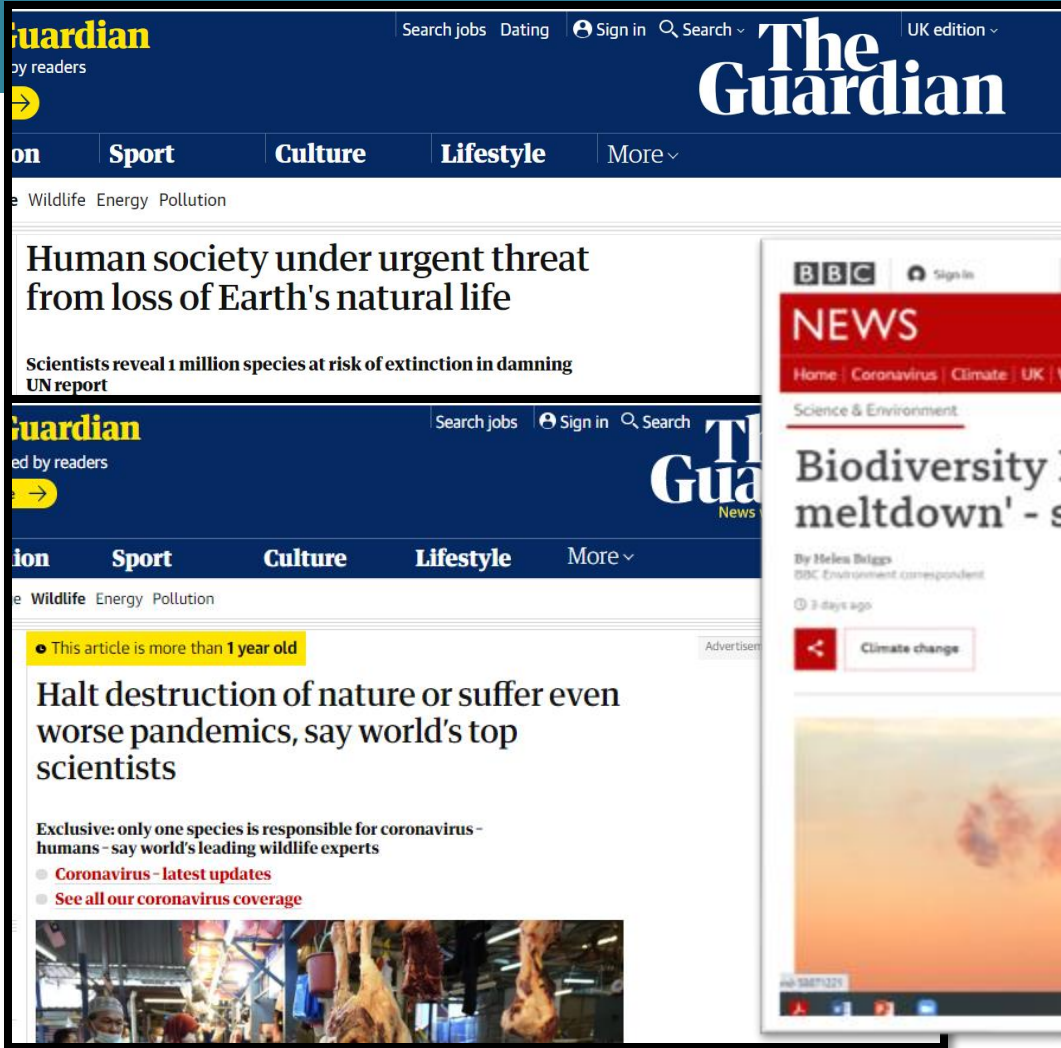 Guardian
by readers
Search jobs Dating Sign in Search
The
Guardian
UK edition
on Sport Culture Lifestyle More
Wildlife Energy Pollution
Human society under urgent threat
from loss of Earth's natural life
Scientists reveal 1 million species at risk of extinction in damning
UN report
Guardian
ed by readers
Search jobs Sign in Search
News
ion Sport Culture Lifestyle More
e Wildlife Energy Pollution
This article is more than 1 year old
Advertisem
Halt destruction of nature or suffer even
worse pandemics, say world's top
scientists
Exclusive: only one species is responsible for coronavirus –
humans – say world's leading wildlife experts
Coronavirus – latest updates
See all our coronavirus coverage
BBC Sign in
NEWS
Home Coronavirus Climate UK
Science & Environment
Biodiversity
meltdown' - s
By Helen Briggs
BBC Environment correspondent
3 days ago
Climate change